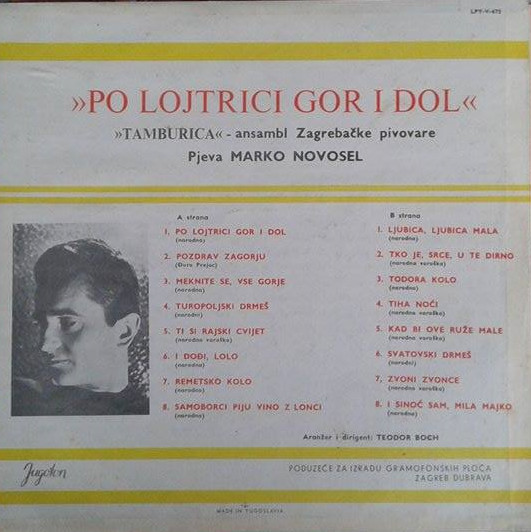 LPY-V-672
»PO LOJTRICI GOR I DOL«
»TAMBURICA« - ansambl Zagrebačke pivovare
Pjeva MARKO NOVOSEL
A strana
1. PO LOJTRICI GOR I DOL
(narodna)
2. POZDRAV ZAGORJU
(Đuro Prejac)
3. MEKNITE SE, VSE GORJE
(narodna)
4. TUROPOLJSKI DRMEŠ
(narodni)
5. TI SI RAJSKI CVIJET
(narodna varoška)
6. I DOĐI, LOLO
(narodna)
7. REMETSKO KOLO
(narodno)
8. SAMOBORCI PIJU VINO Z LONCI
(narodna)
B strana
1. LJUBICA, LJUBICA MALA
(narodna)
2. TKO JE, SRCE, U TE DIRNO
(narodna varoška)
3. TODORA KOLO
(narodno)
4. TIHA NOĆI
(narodna varoška)
5. KAD BI OVE RUŽE MALE
(narodna varoška)
6. SVATOVSKI DRMEŠ
(narodni)
7, ZVONI ZVONCE
(narodna)
8. I SINOĆ SAM, MILA MAJKO
(narodna)
Aranžer i dirigent: TEODOR BOCH
Jugoton
PODUZEĆE ZA IZRADU GRAMOFONSKIH PLOČA
ZAGREB DUBRAVA
MADE IN YUGOSLAVIA